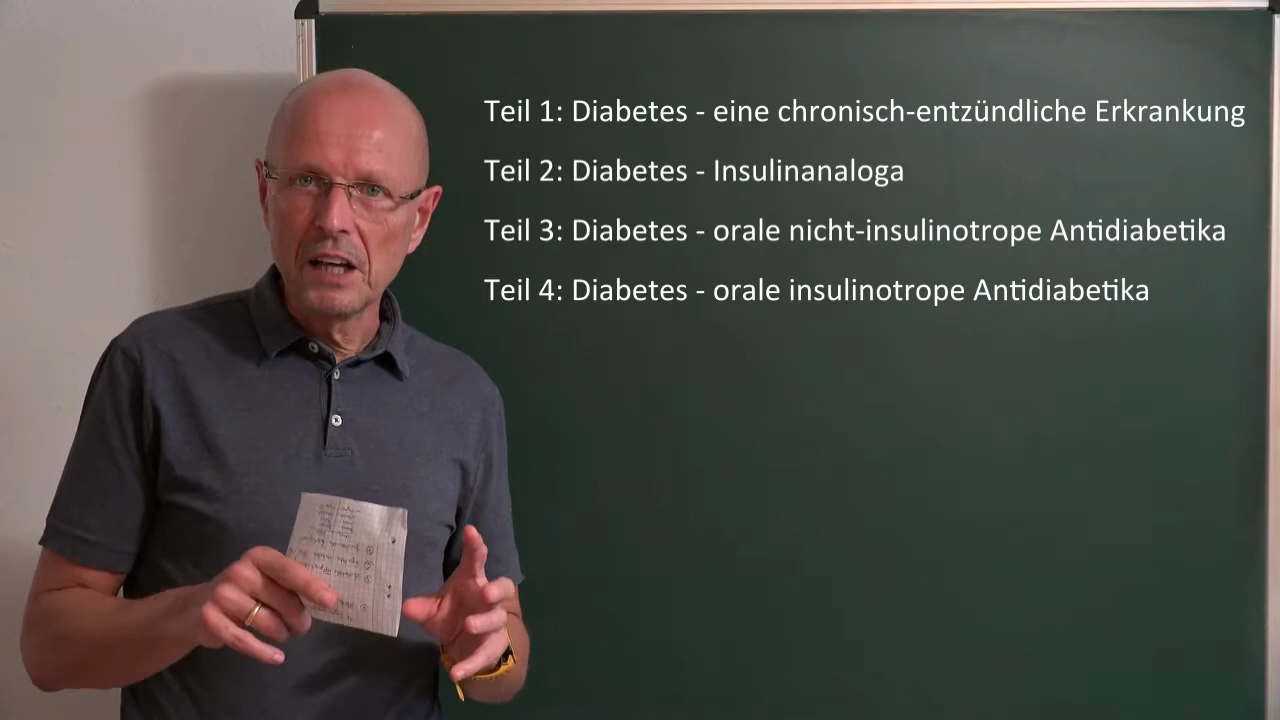 Teil 1: Diabetes - eine chronisch-entzündliche Erkrankung
Teil 2: Diabetes - Insulinanaloga
Teil 3: Diabetes - orale nicht-insulinotrope Antidiabetika
Teil 4: Diabetes - orale insulinotrope Antidiabetika